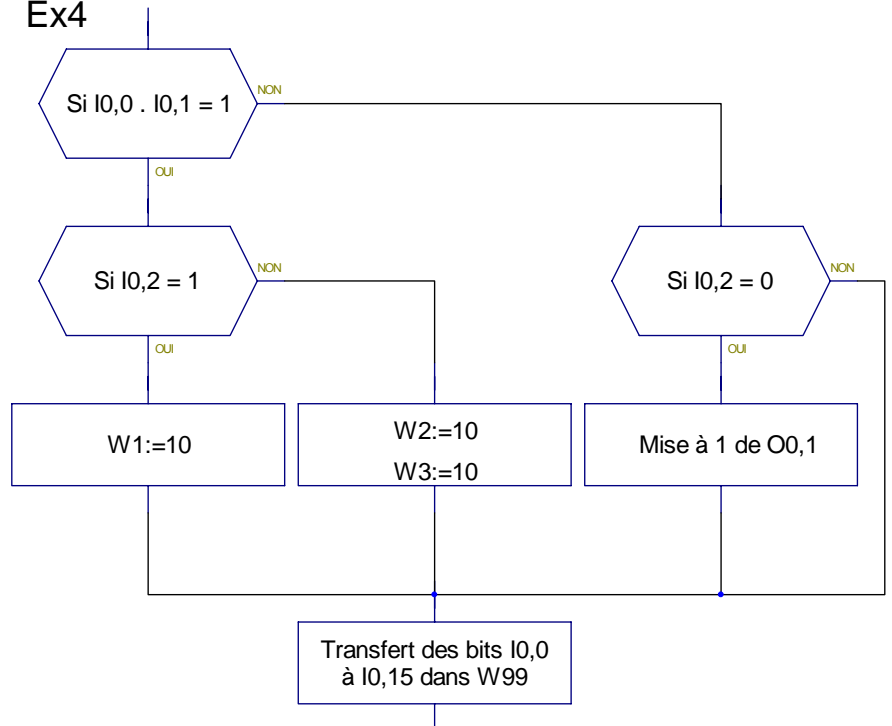 Ex4
Si I0,0 . I0,1 = 1
NON
OUI
Si I0,2 = 1
NON
OUI
Si I0,2 = 0
NON
OUI
W1:=10
W2:=10
W3:=10
Mise à 1 de O0,1
Transfert des bits I0,0
à I0,15 dans W99